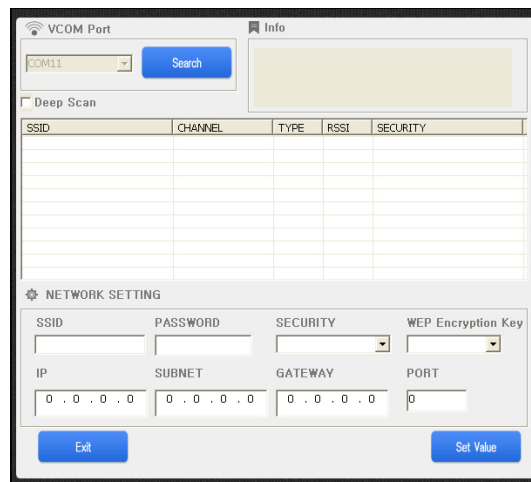 VCOM Port
Info
COM11
Search
Deep Scan
SSID CHANNEL TYPE RSSI SECURITY
NETWORK SETTING
SSID PASSWORD SECURITY WEP Encryption Key
IP SUBNET GATEWAY PORT
0 . 0 . 0 . 0 0 . 0 . 0 . 0 0 . 0 . 0 . 0 0
Exit Set Value